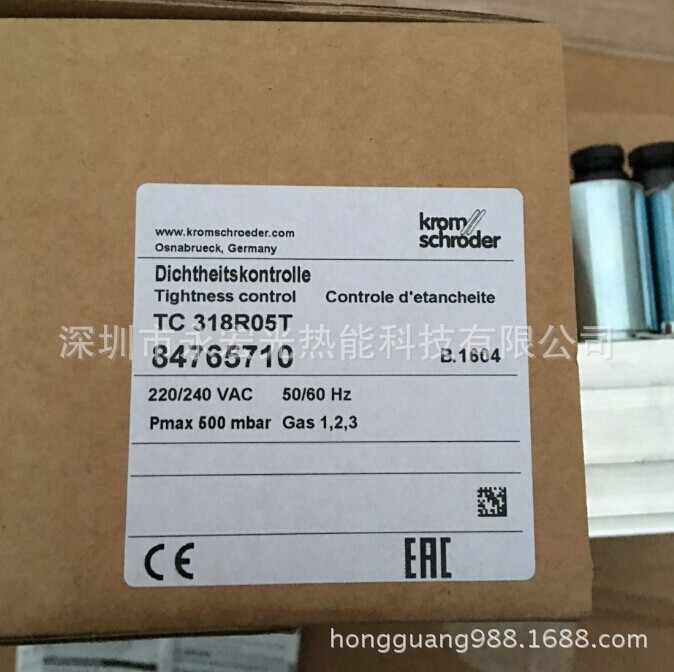 www.kromschroeder.com
Osnabrueck, Germany
krom
schroder
Dichtheitskontrolle
Tightness control Controle d'etancheite
TC 318R05T
84765710 B.1604
220/240 VAC 50/60 Hz
Pmax 500 mbar Gas 1,2,3
CE EAC
深圳市永宏光热能科技有限公司
hongguang988.1688.com